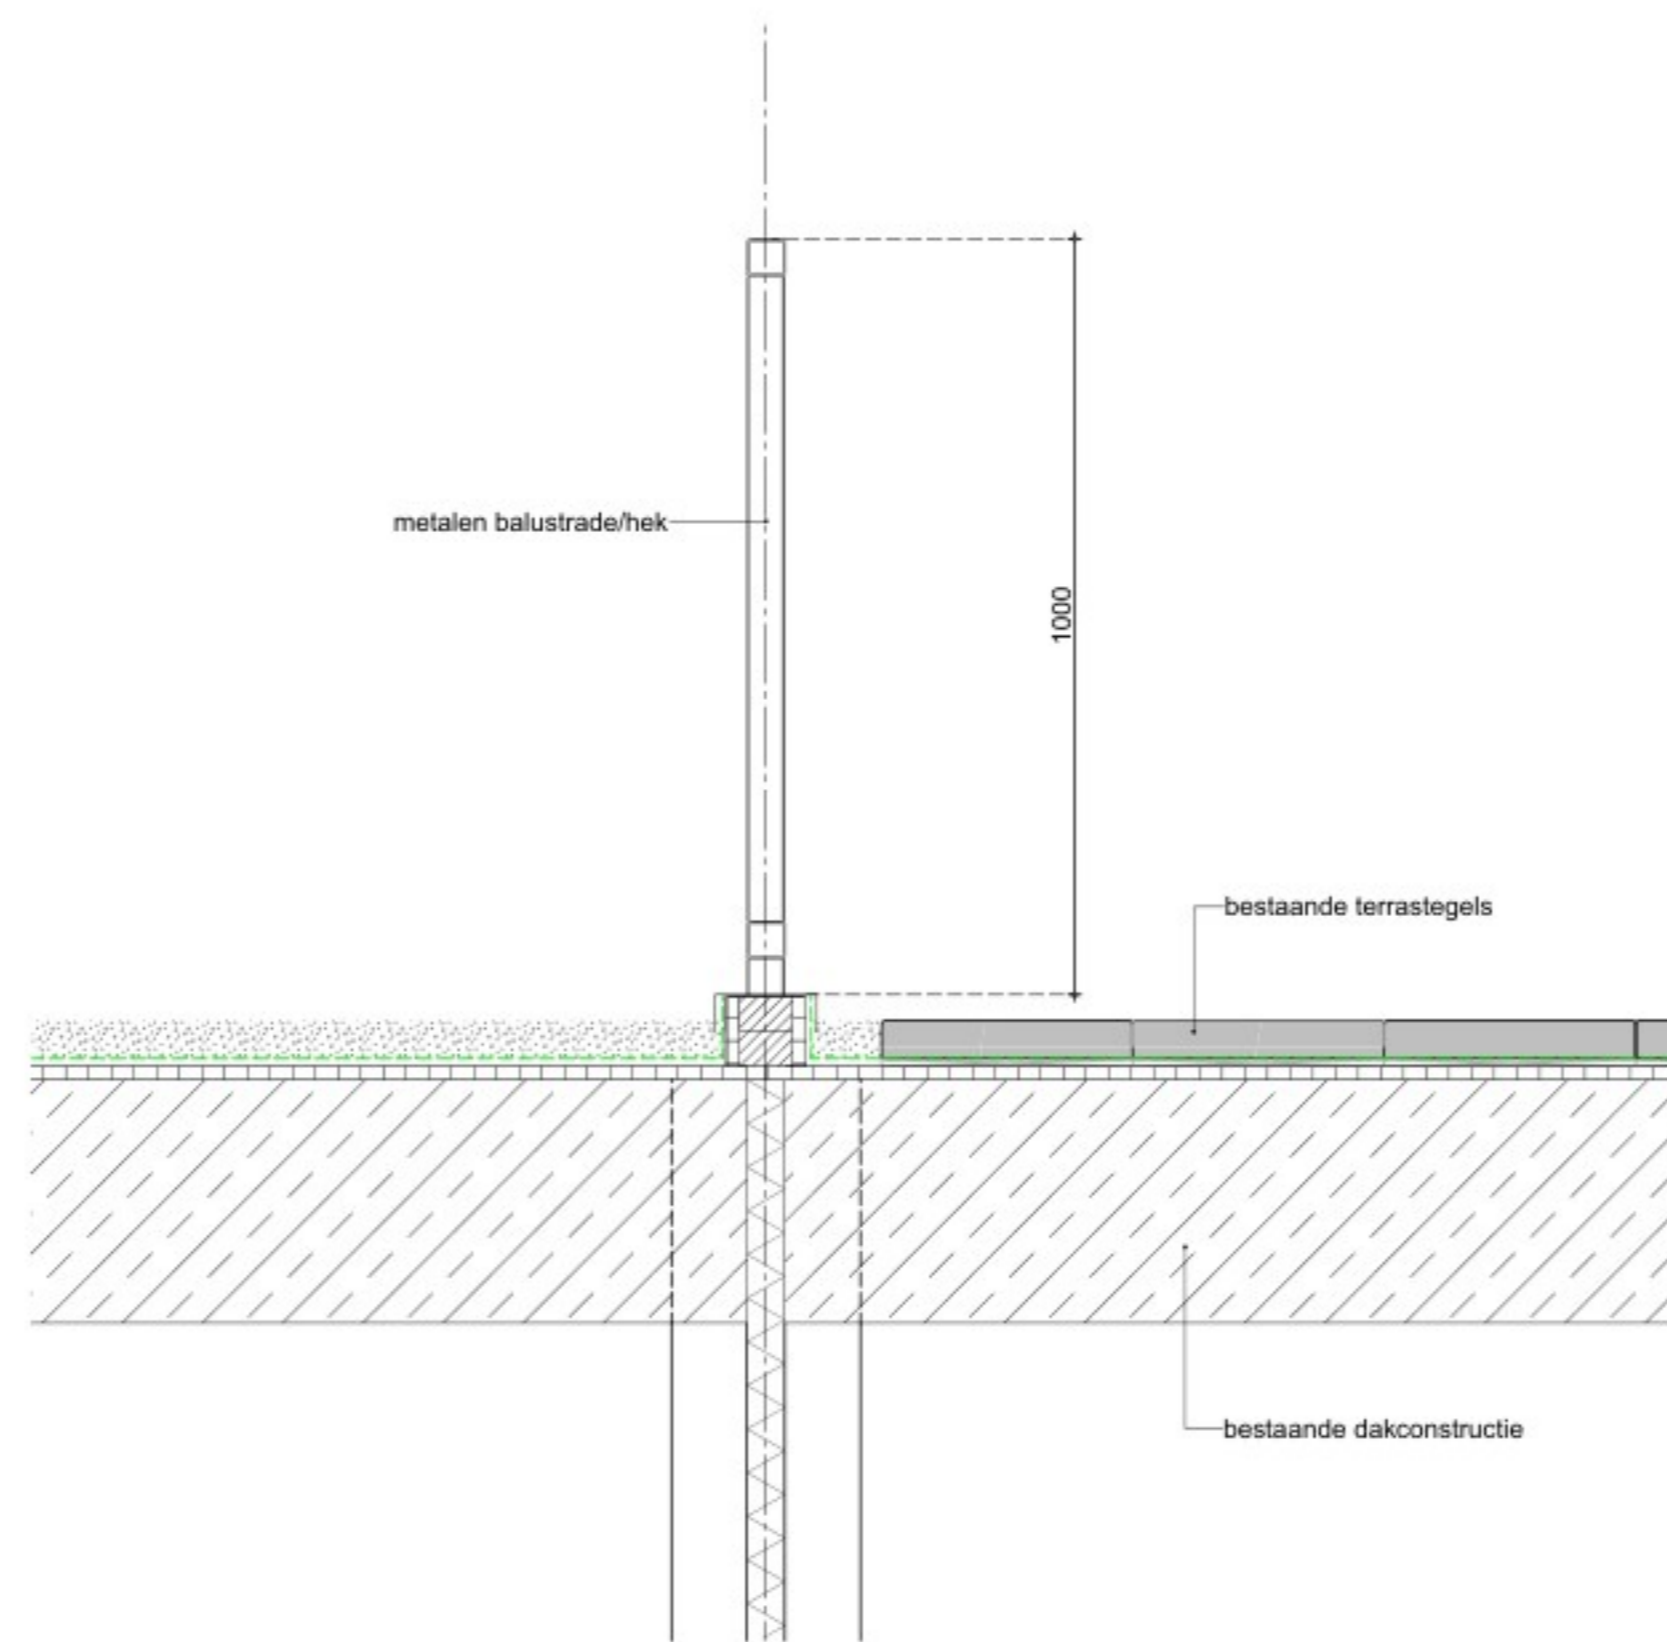 metalen balustrade/hek
1000
bestaande terrastegels
bestaande dakconstructie